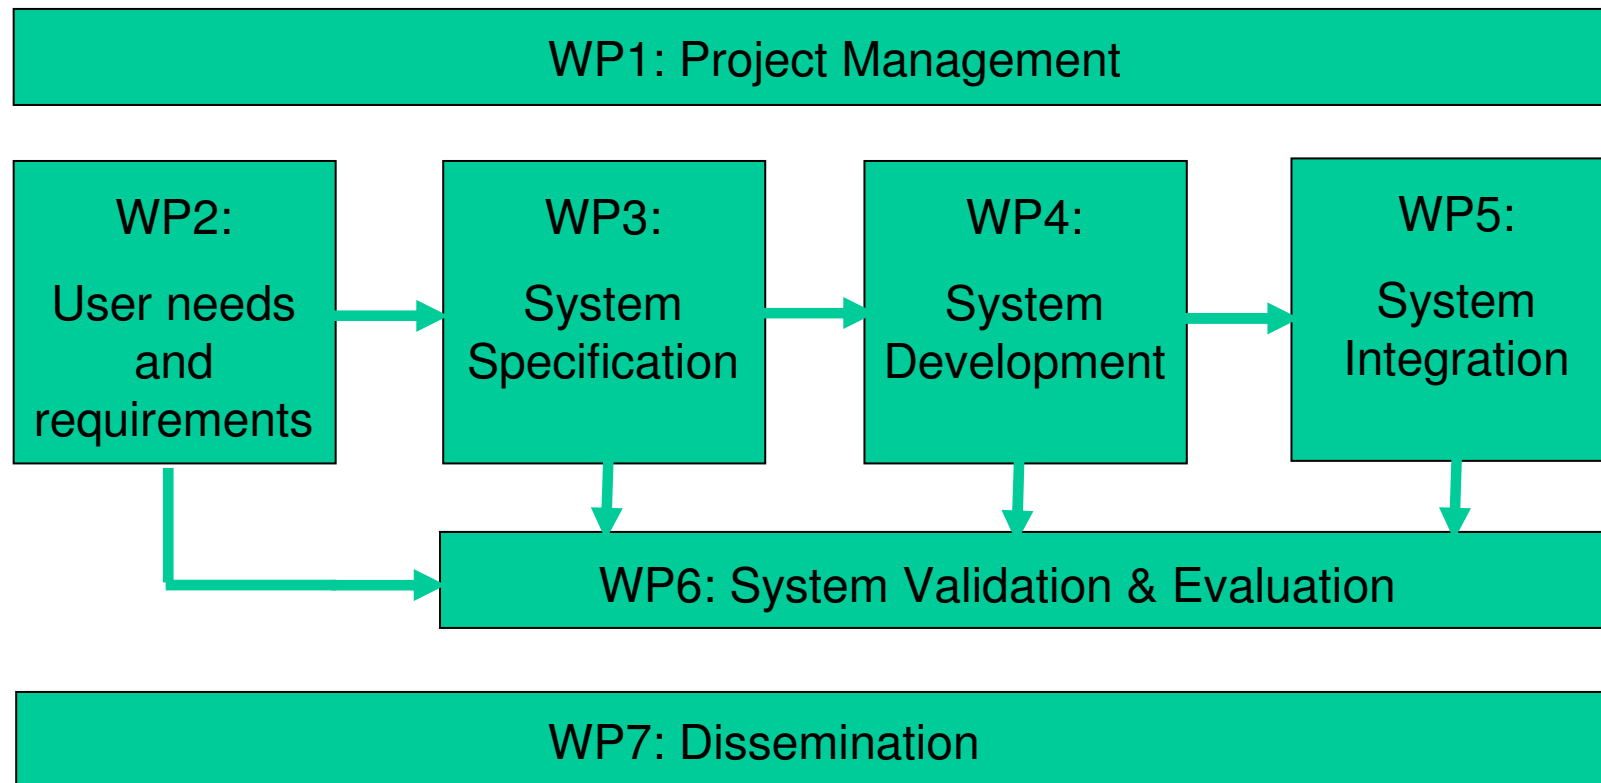 WP1: Project Management
WP2:
User needs
and
requirements
WP3:
System
Specification
WP4:
System
Development
WP5:
System
Integration
WP6: System Validation & Evaluation
WP7: Dissemination